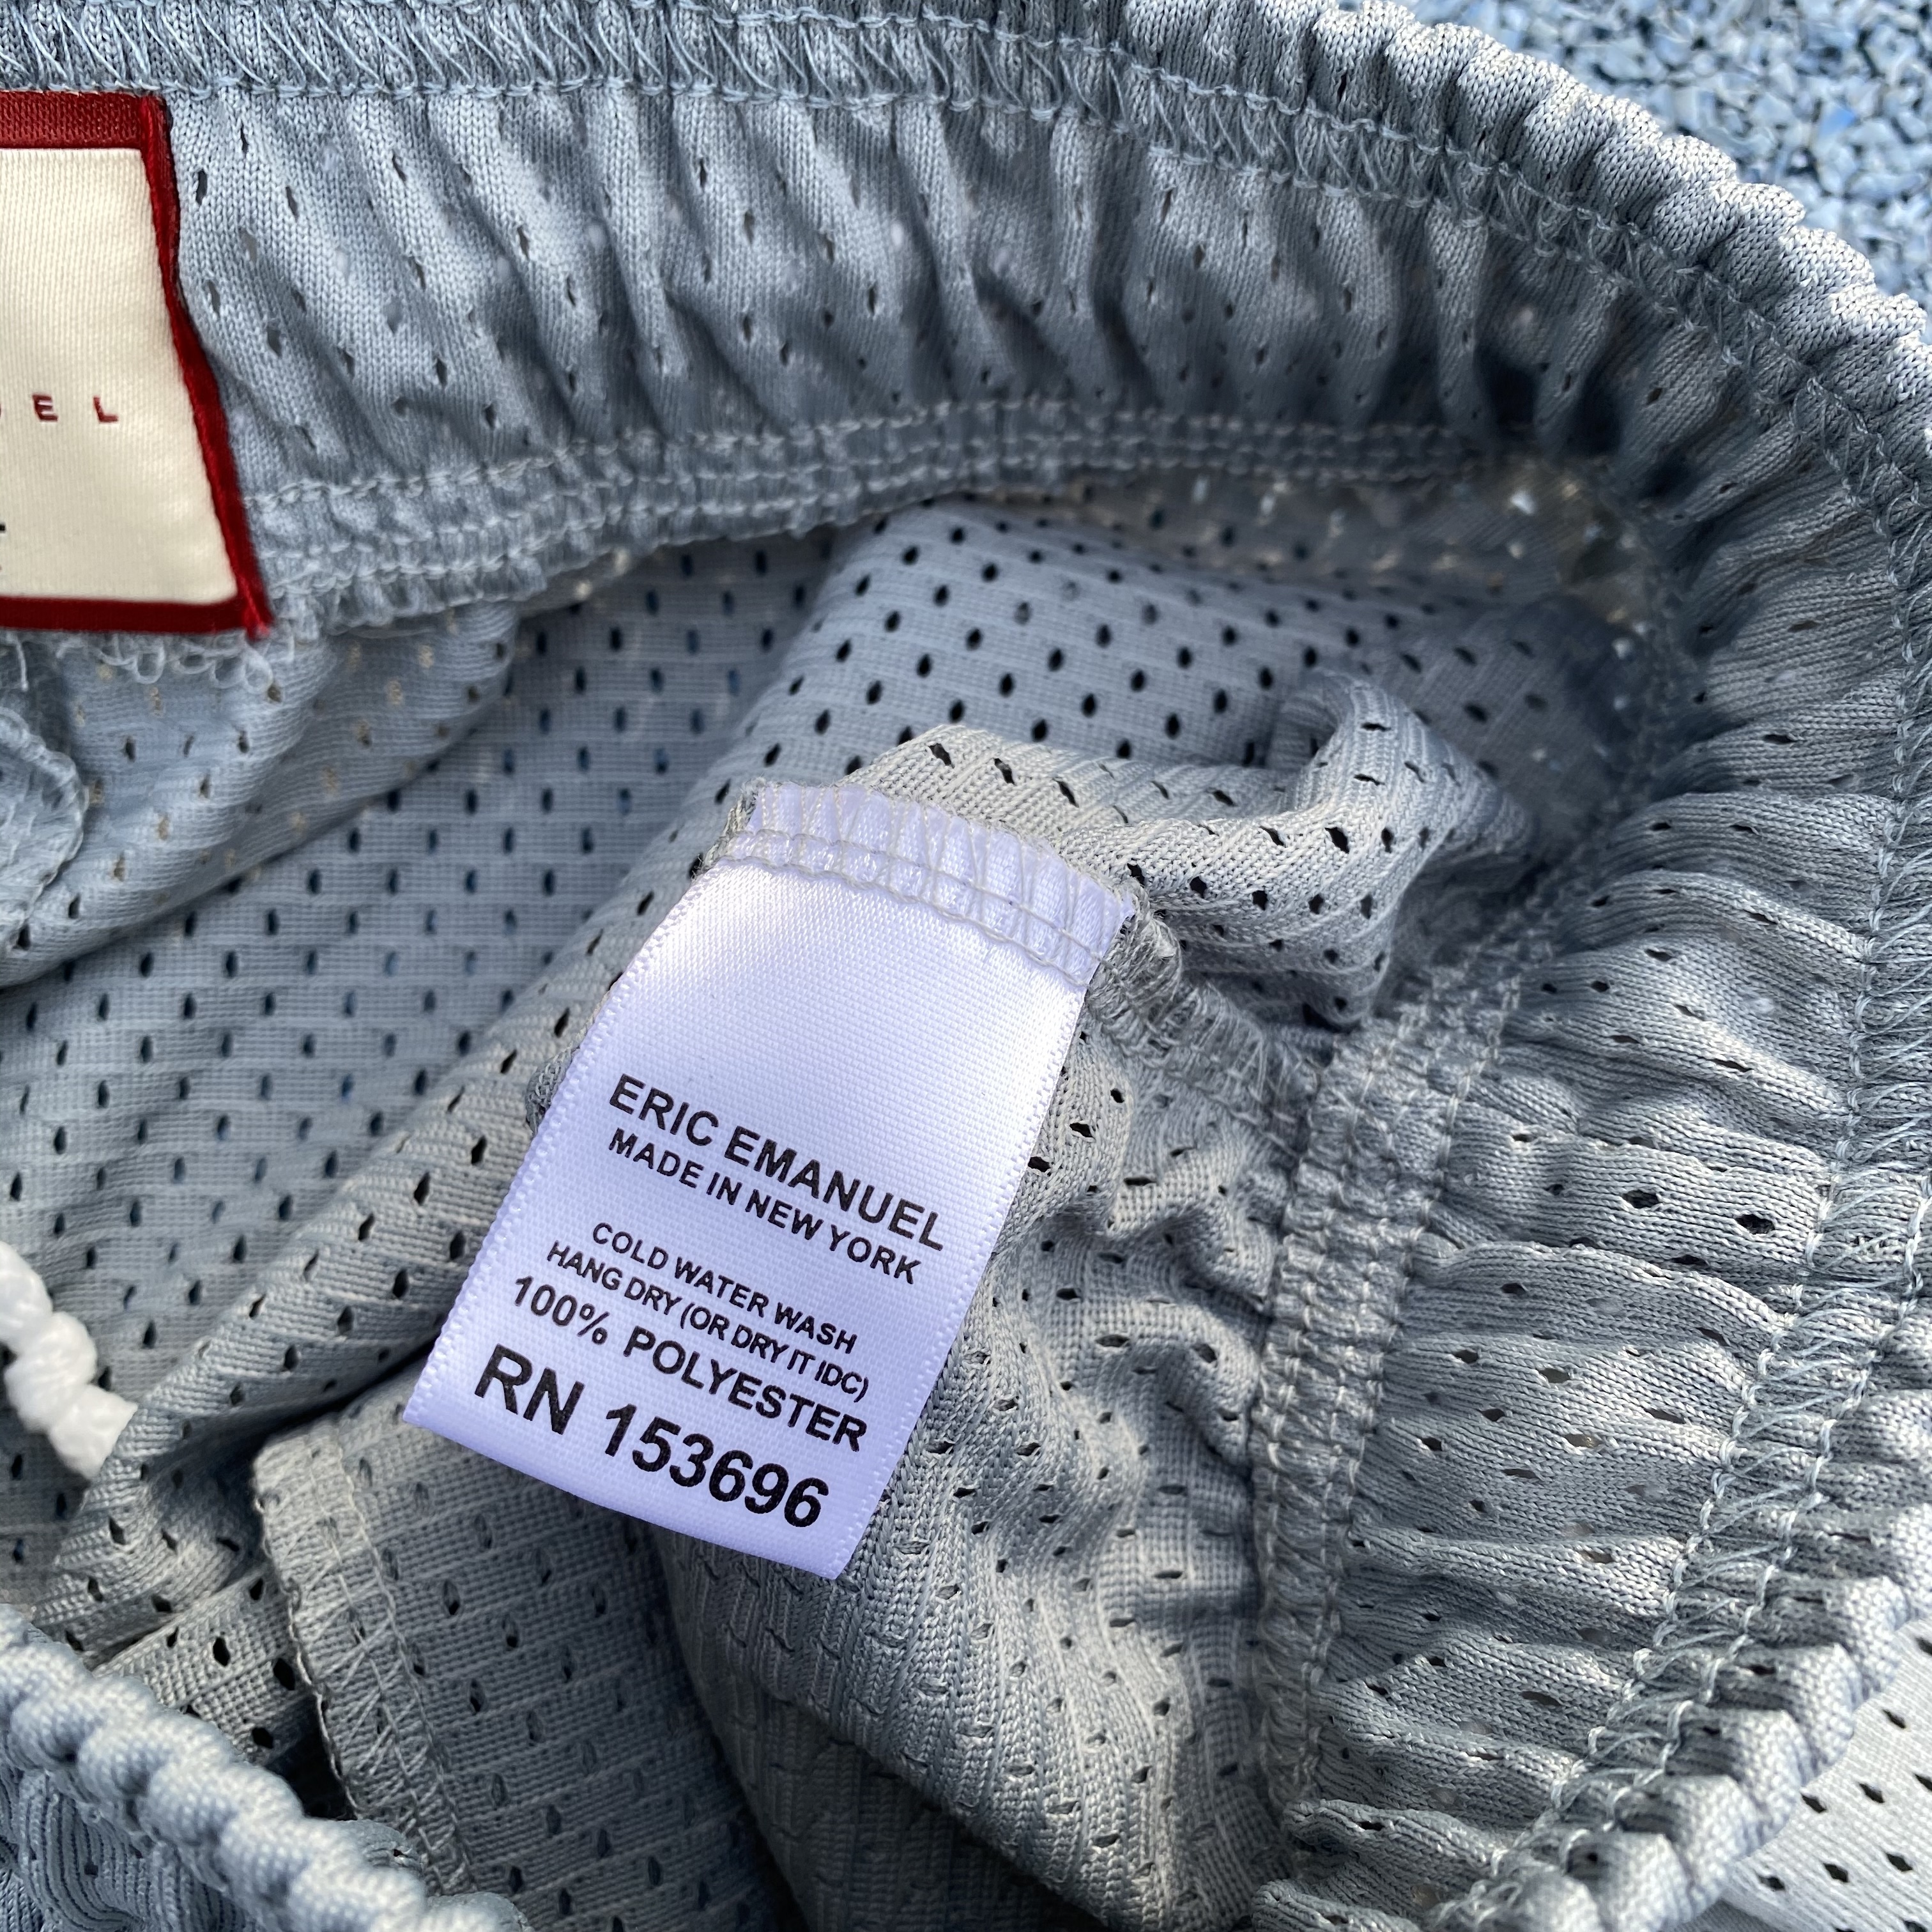 EL
ERIC EMANUEL
MADE IN NEW YORK
COLD WATER WASH
HANG DRY (OR DRY IT IDC)
100% POLYESTER
RN 153696